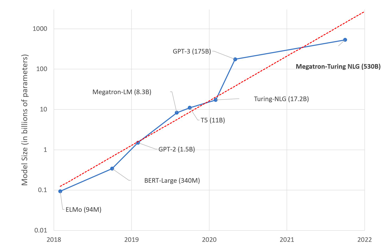 1000
GPT-3 (175B)
Megatron-Turing NLG (530B)
100
Megatron-LM (8.3B)
Turing-NLG (17.2B)
10
T5 (11B)
1
GPT-2 (1.5B)
BERT-Large (340M)
0.1
ELMo (94M)
0.01
Model Size (in billions of parameters)
2018
2019
2020
2021
2022